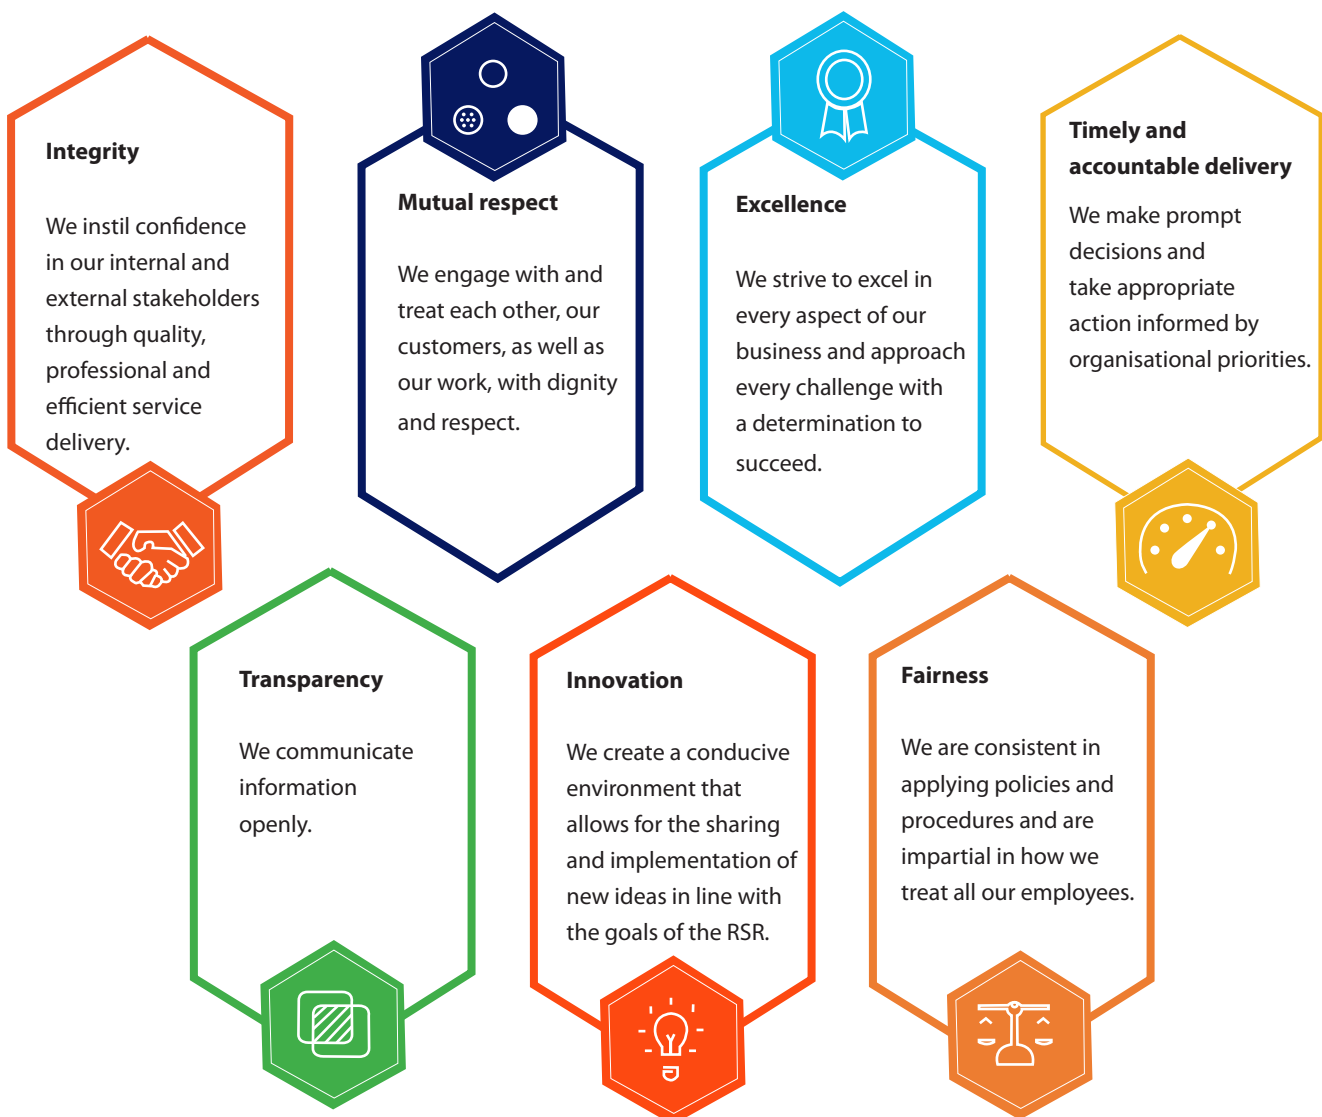 Integrity
We instil confidence
in our internal and
external stakeholders
through quality,
professional and
efficient service
delivery.
Mutual respect
We engage with and
treat each other, our
customers, as well as
our work, with dignity
and respect.
Excellence
We strive to excel in
every aspect of our
business and approach
every challenge with
a determination to
succeed.
Timely and
accountable delivery
We make prompt
decisions and
take appropriate
action informed by
organisational priorities.
Transparency
We communicate
information
openly.
Innovation
We create a conducive
environment that
allows for the sharing
and implementation of
new ideas in line with
the goals of the RSR.
Fairness
We are consistent in
applying policies and
procedures and are
impartial in how we
treat all our employees.